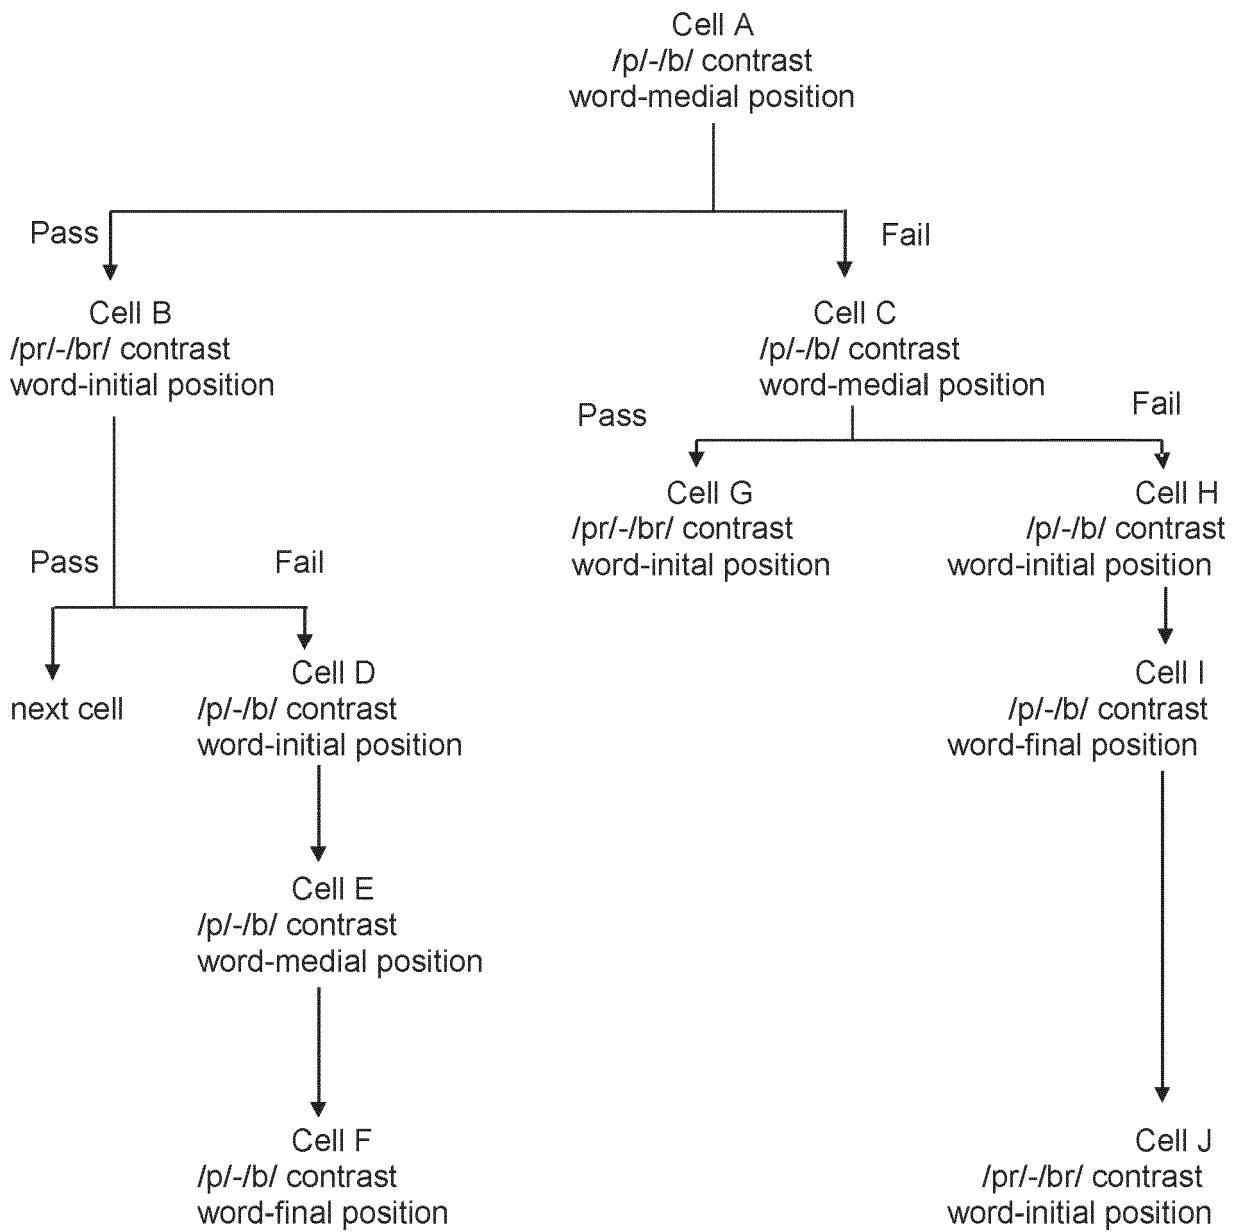 Cell A
/p/-/b/ contrast
word-medial position
Pass
Fail
Cell B
/pr/-/br/ contrast
word-initial position
Cell C
/p/-/b/ contrast
word-medial position
Pass
Fail
Cell G
/pr/-/br/ contrast
word-inital position
Cell H
/p/-/b/ contrast
word-initial position
Pass
Fail
next cell
Cell D
/p/-/b/ contrast
word-initial position
Cell I
/p/-/b/ contrast
word-final position
Cell E
/p/-/b/ contrast
word-medial position
Cell F
/p/-/b/ contrast
word-final position
Cell J
/pr/-/br/ contrast
word-initial position